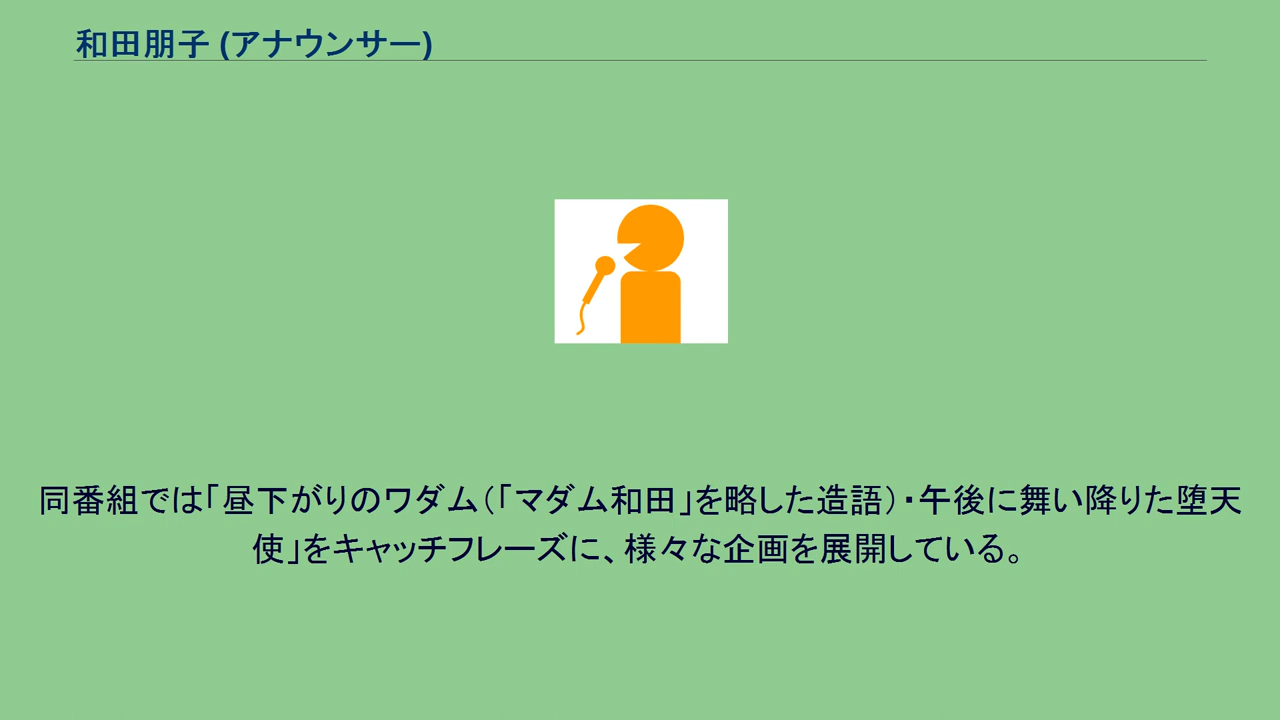 和田朋子 (アナウンサー)
同番組では「昼下がりのワダム（「マダム和田」を略した造語）・午後に舞い降りた堕天
使」をキャッチフレーズに、様々な企画を展開している。